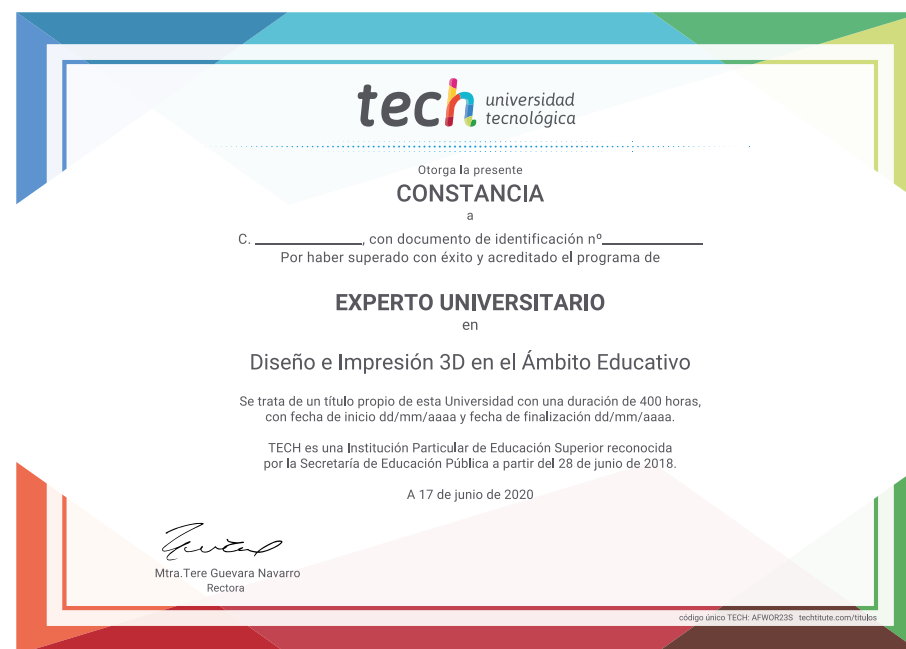 tech universidad
tecnológica
Otorga la presente
CONSTANCIA
a
C. ____________, con documento de identificación nº____________
Por haber superado con éxito y acreditado el programa de
EXPERTO UNIVERSITARIO
en
Diseño e Impresión 3D en el Ámbito Educativo
Se trata de un título propio de esta Universidad con una duración de 400 horas,
con fecha de inicio dd/mm/aaaa y fecha de finalización dd/mm/aaaa.
TECH es una Institución Particular de Educación Superior reconocida
por la Secretaría de Educación Pública a partir del 28 de junio de 2018.
A 17 de junio de 2020
Mtra.Tere Guevara Navarro
Rectora
código único TECH: AFWOR23S techtitute.com/titulos